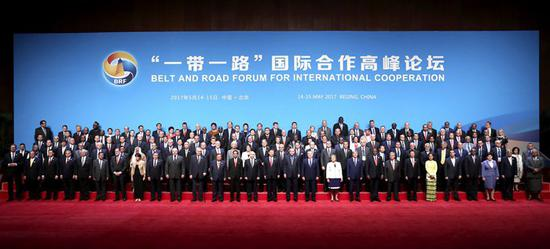 BRF
“一带一路”国际合作高峰论坛
BELT AND ROAD FORUM FOR INTERNATIONAL COOPERATION
2017年5月14-15日 中国·北京
14-15 MAY 2017 BEIJING, CHINA